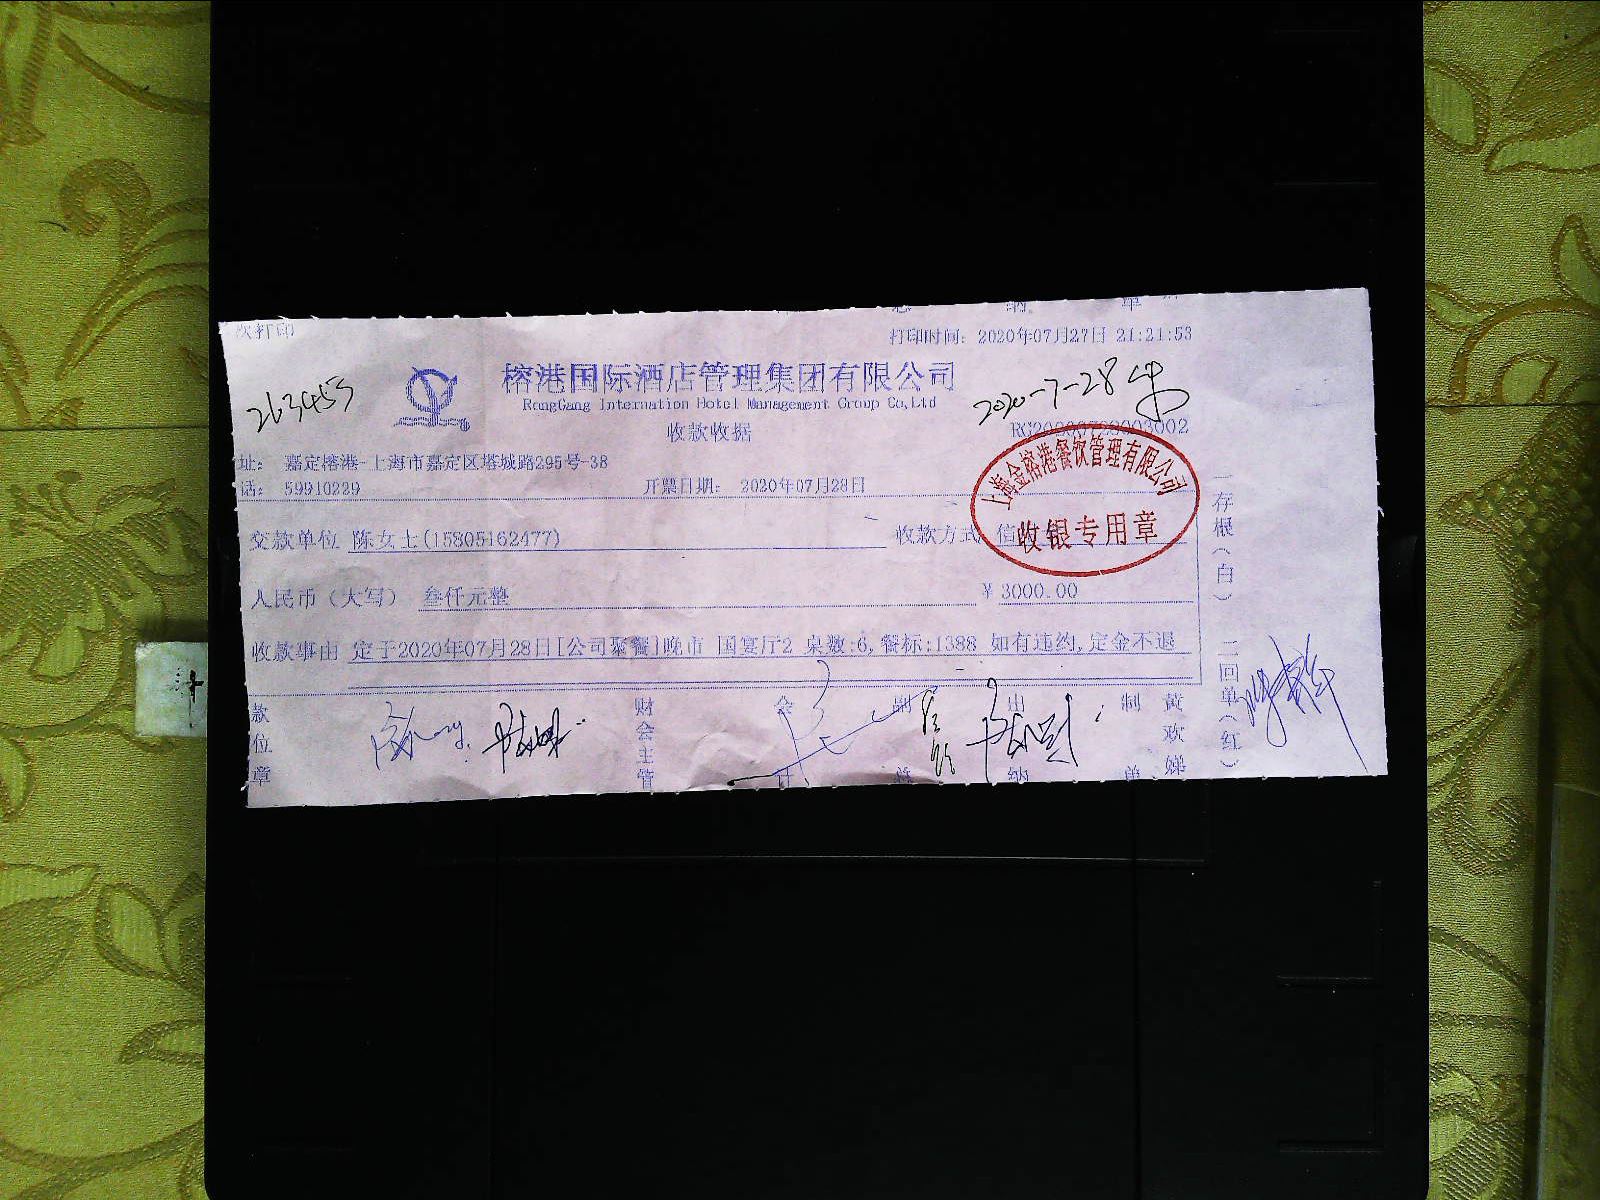 次打印
打印时间: 2020年07月27日 21:21:53
263453
榕港国际酒店管理集团有限公司
RongGang Internation Hotel Management Group Co,Ltd
2020-7-28
收款收据
址: 嘉定榕港-上海市嘉定区塔城路295号-38
话: 59910229
开票日期: 2020年07月28日
上海金榕港餐饮管理有限公司
收银专用章
交款单位 陈女士(15805162477)
收款方式 信
人民币（大写） 叁仟元整
¥ 3000.00
收款事由 定于2020年07月28日[公司聚餐]晚市 国宴厅2 桌数:6,餐标:1388 如有违约,定金不退
款位章
财会主管
会计
出纳
制单
黄欢娣
一存根(白)
二回单(红)